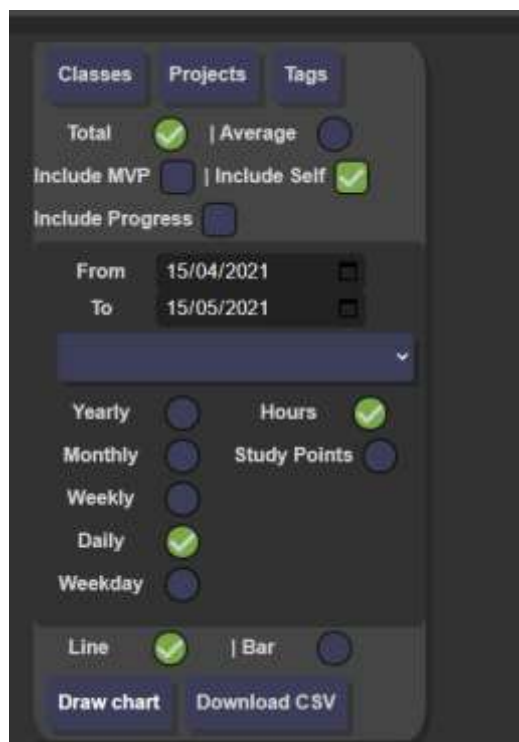 Classes Projects Tags
Total | Average
Include MVP | Include Self
Include Progress
From 15/04/2021
To 15/05/2021
Yearly Hours
Monthly Study Points
Weekly
Daily
Weekday
Line | Bar
Draw chart Download CSV